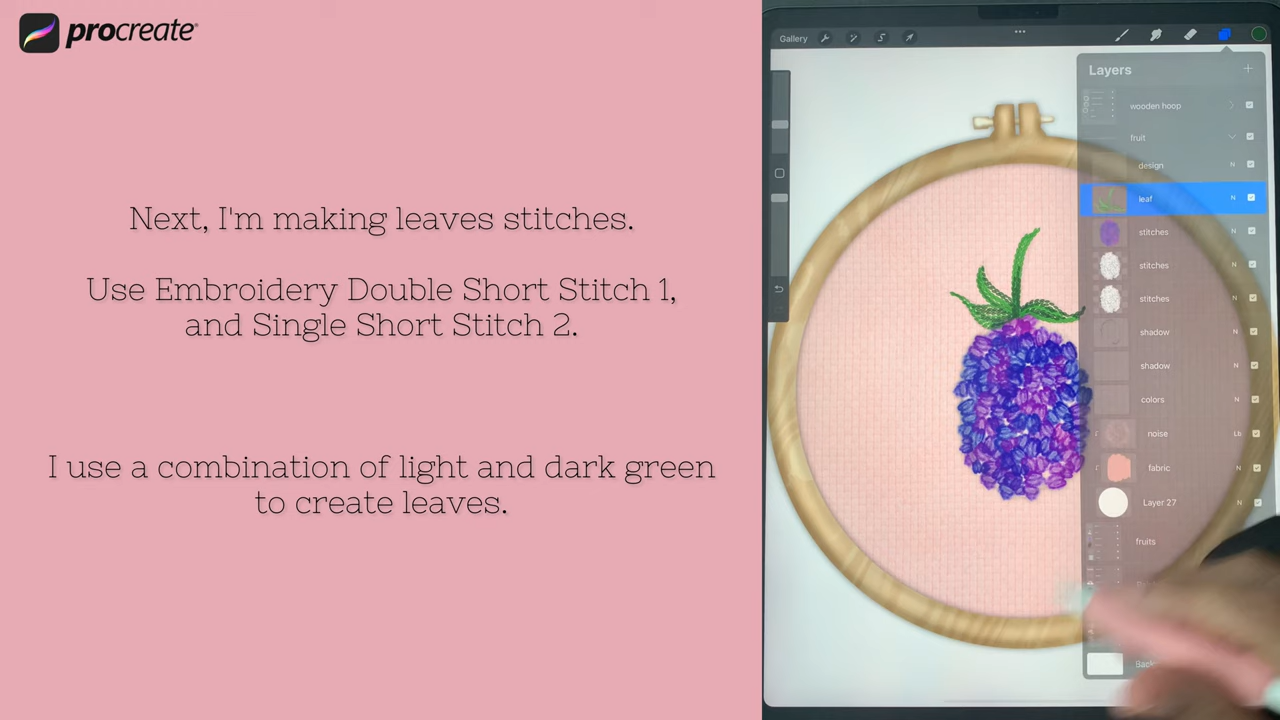 procreate®
Next, I'm making leaves stitches.
Use Embroidery Double Short Stitch 1,
and Single Short Stitch 2.
I use a combination of light and dark green
to create leaves.
Gallery
Layers
wooden hoop
fruit
design N
leaf N
stitches N
stitches N
stitches N
shadow N
shadow N
colors N
noise Lb
fabric N
Layer 27 N
fruits